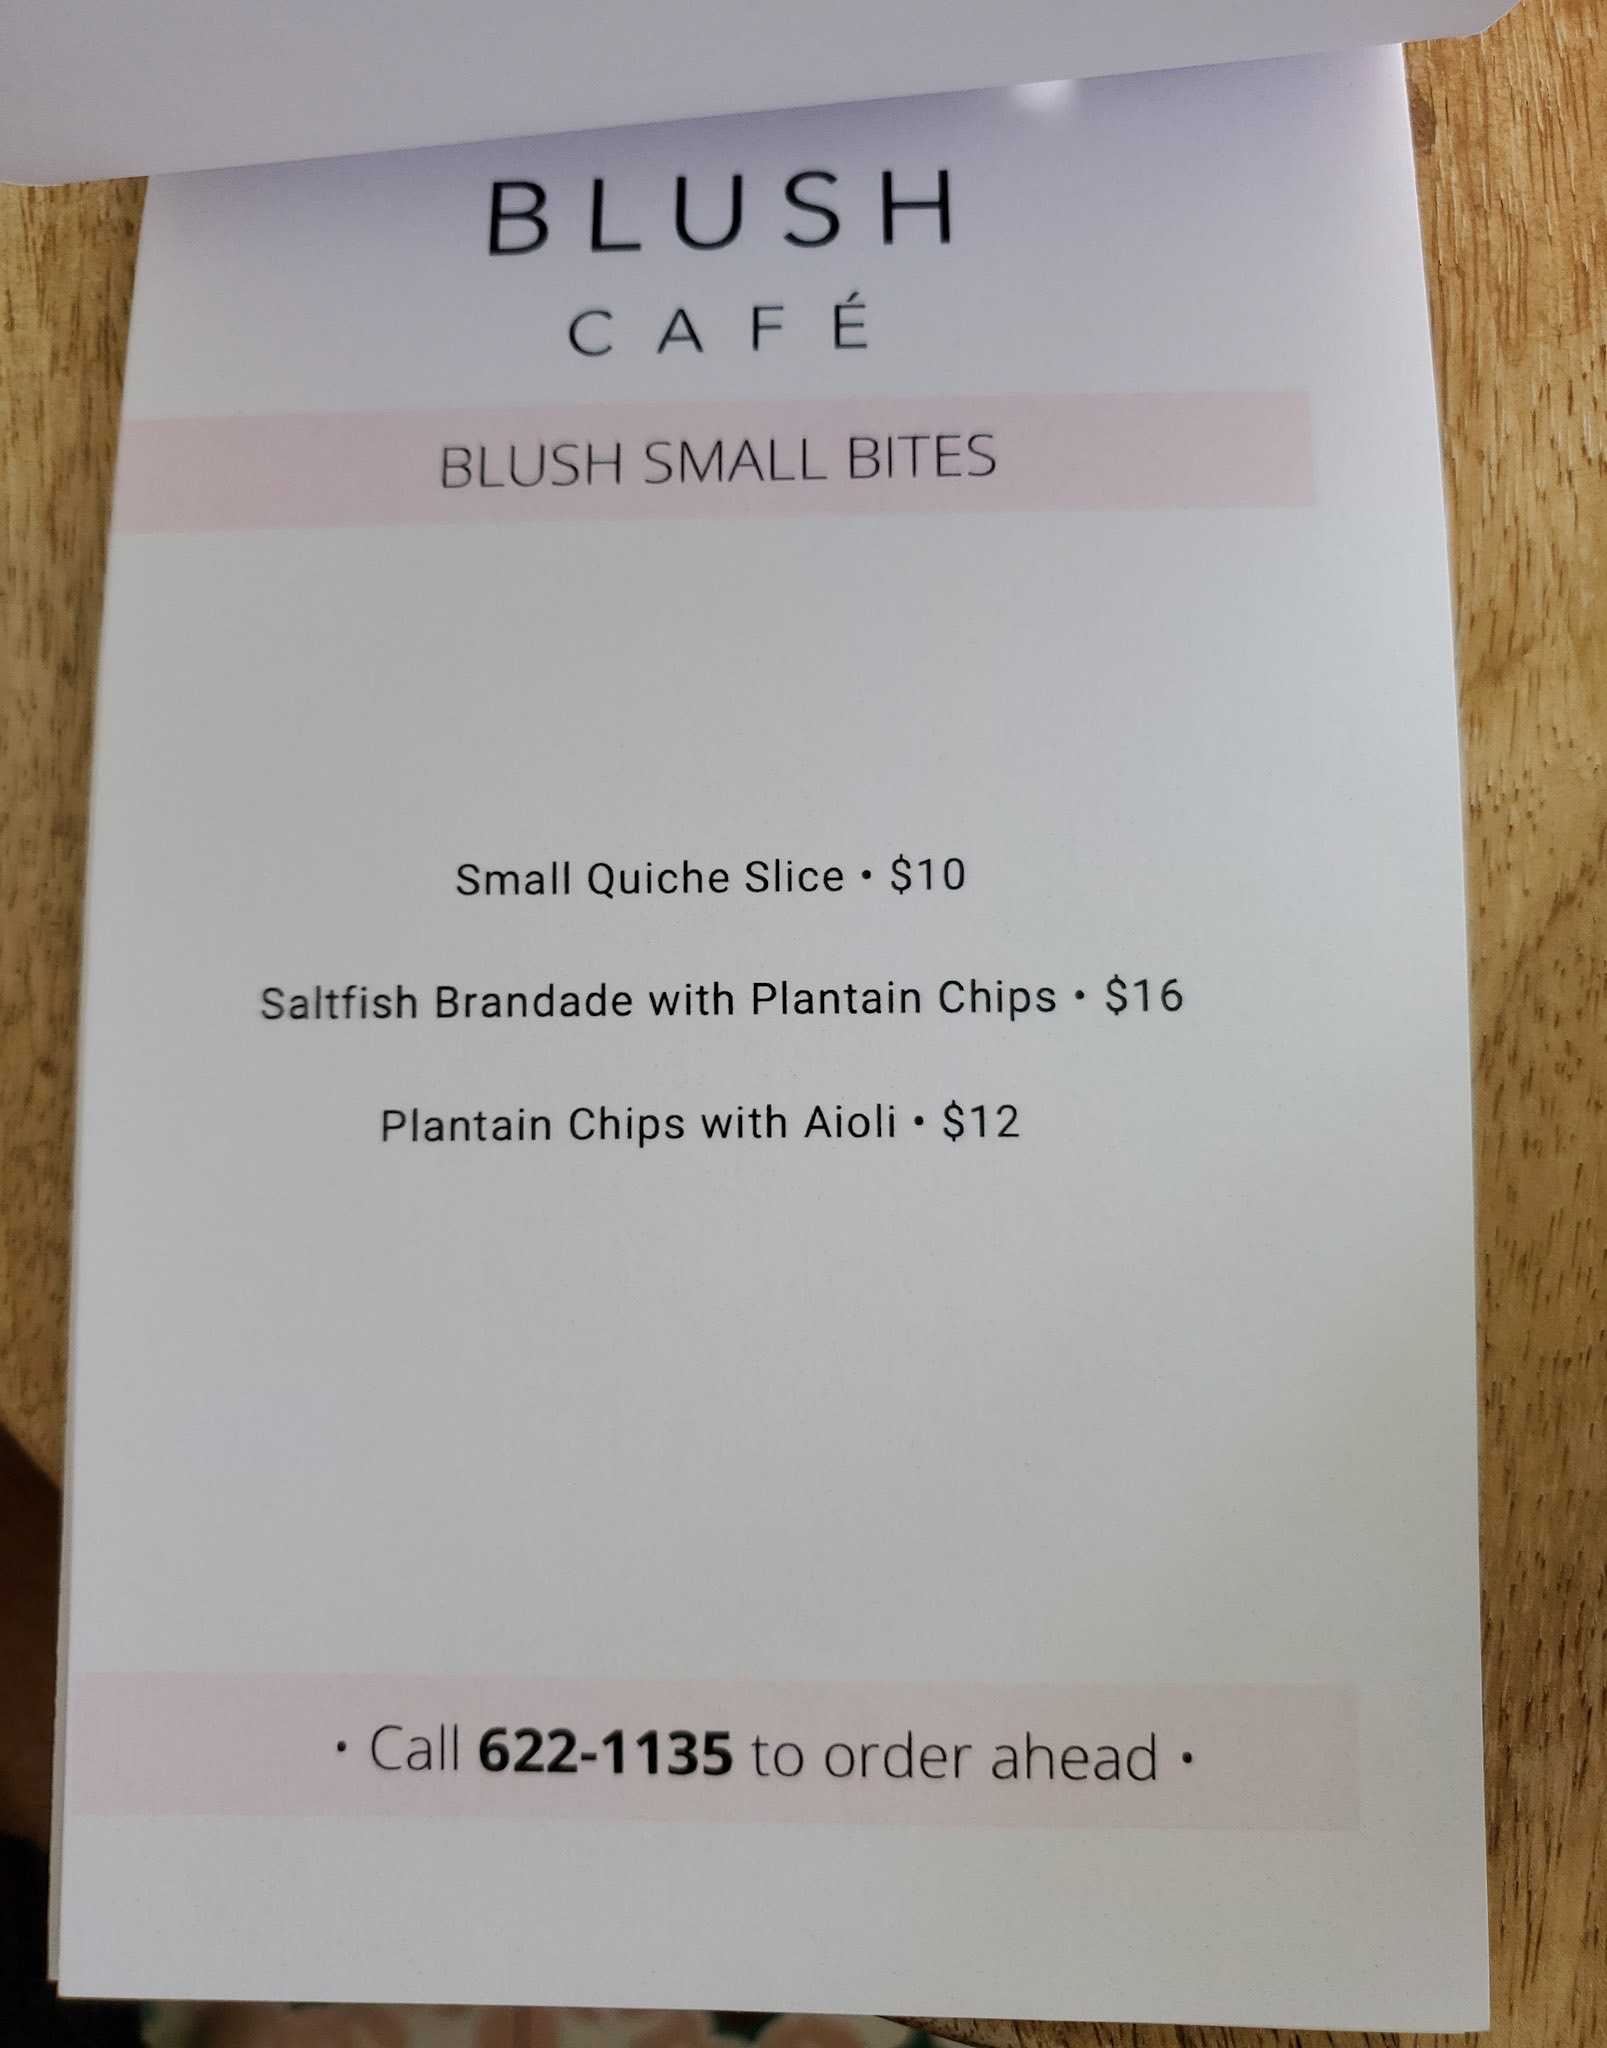 BLUSH
CAFÉ
BLUSH SMALL BITES
Small Quiche Slice • $10
Saltfish Brandade with Plantain Chips • $16
Plantain Chips with Aioli • $12
• Call 622-1135 to order ahead •